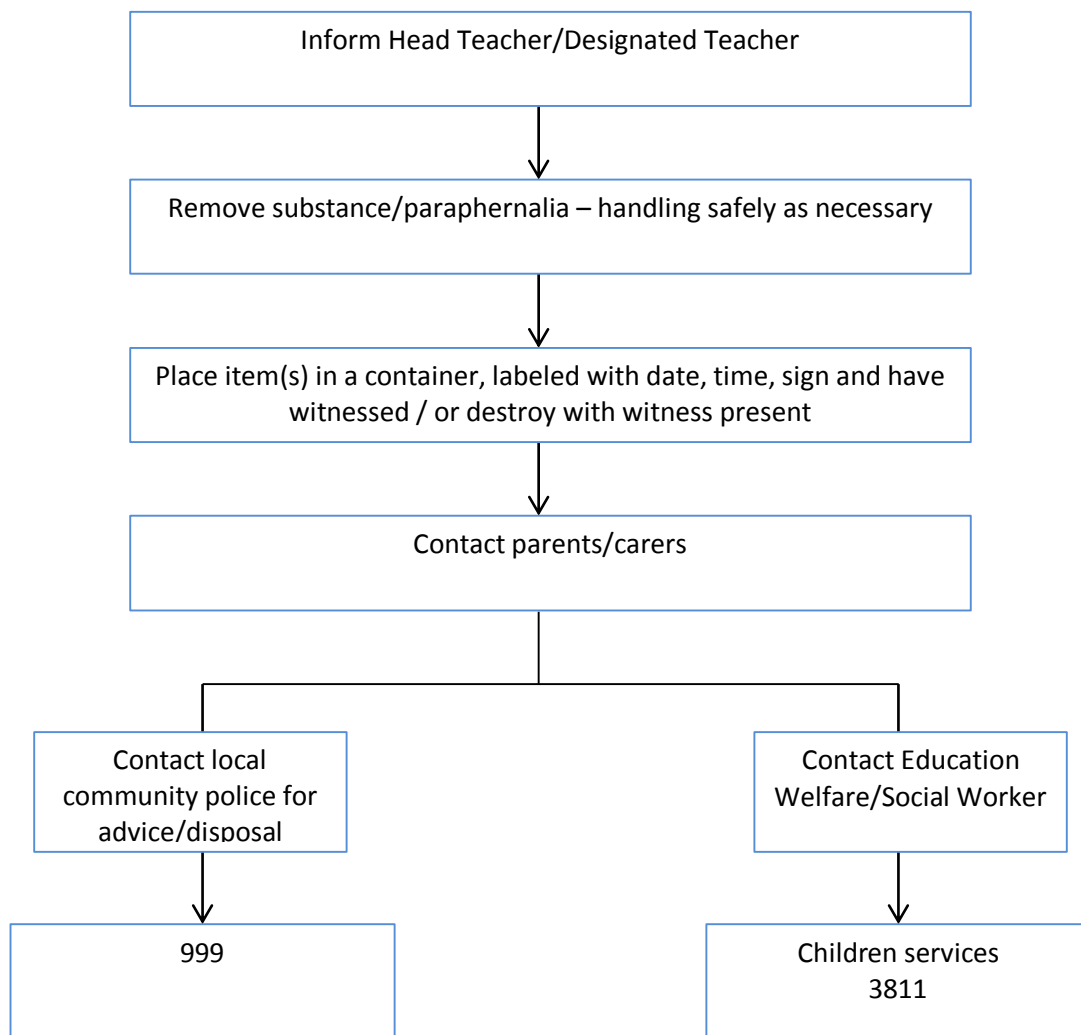 Inform Head Teacher/Designated Teacher
Remove substance/paraphernalia – handling safely as necessary
Place item(s) in a container, labeled with date, time, sign and have
witnessed / or destroy with witness present
Contact parents/carers
Contact local
community police for
advice/disposal
Contact Education
Welfare/Social Worker
999
Children services
3811